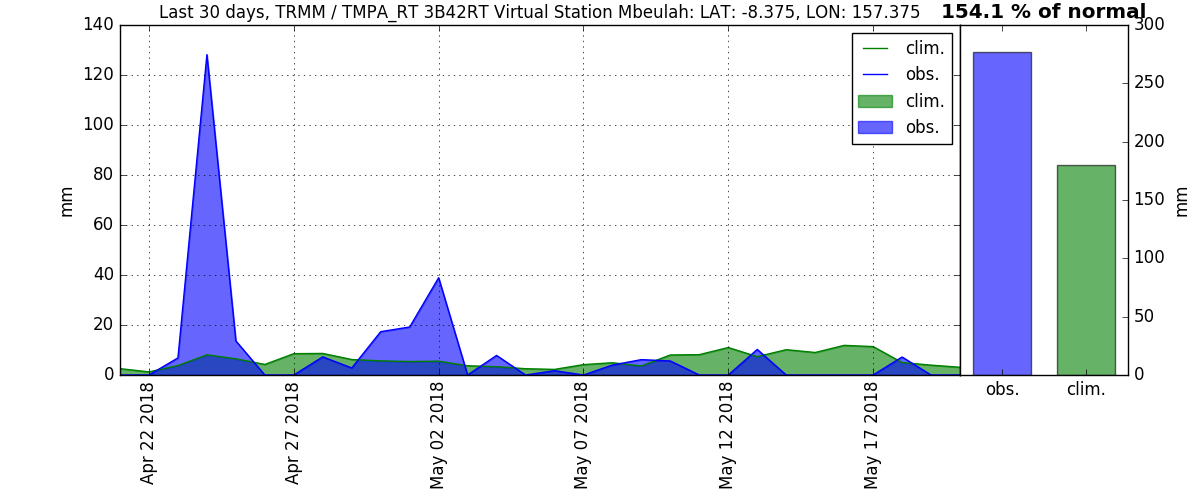 Last 30 days, TRMM / TMPA_RT 3B42RT Virtual Station Mbeulah: LAT: -8.375, LON: 157.375
154.1 % of normal
140
120
100
80
60
40
20
0
mm
clim.
obs.
clim.
obs.
Apr 22 2018
Apr 27 2018
May 02 2018
May 07 2018
May 12 2018
May 17 2018
300
250
200
150
100
50
0
mm
obs.
clim.